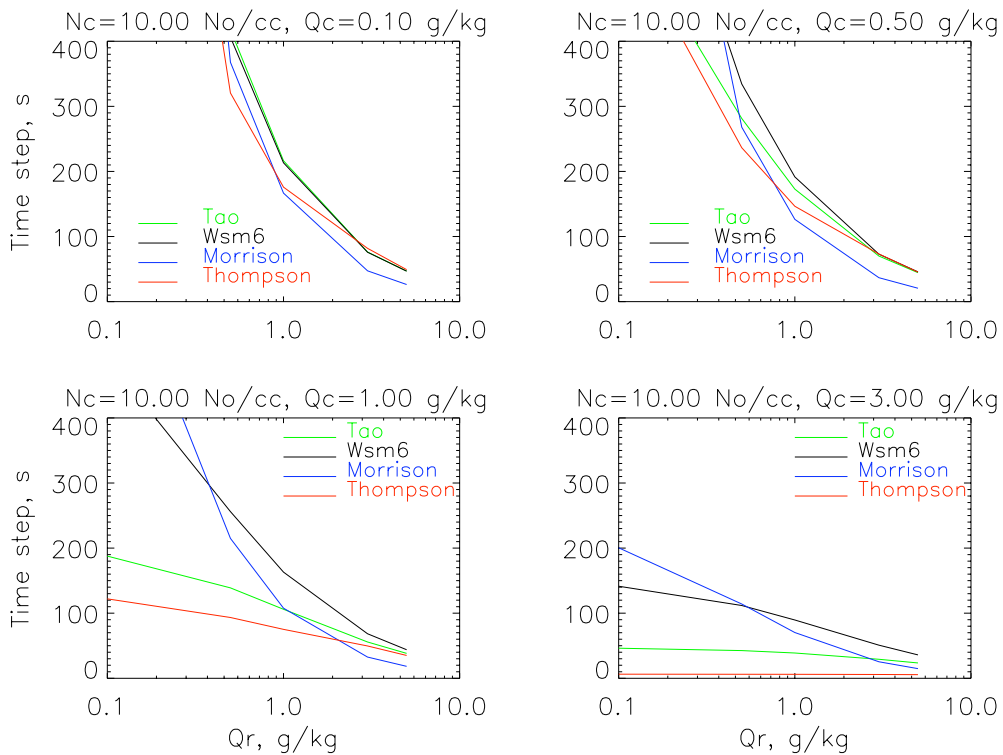 Nc=10.00 No/cc, Qc=0.10 g/kg
400
300
200
100
0
Time step, s
Tao
Wsm6
Morrison
Thompson
0.1
1.0
10.0
Nc=10.00 No/cc, Qc=0.50 g/kg
400
300
200
100
0
Tao
Wsm6
Morrison
Thompson
0.1
1.0
10.0
Nc=10.00 No/cc, Qc=1.00 g/kg
400
300
200
100
0
Time step, s
Tao
Wsm6
Morrison
Thompson
0.1
1.0
10.0
Qr, g/kg
Nc=10.00 No/cc, Qc=3.00 g/kg
400
300
200
100
0
Tao
Wsm6
Morrison
Thompson
0.1
1.0
10.0
Qr, g/kg